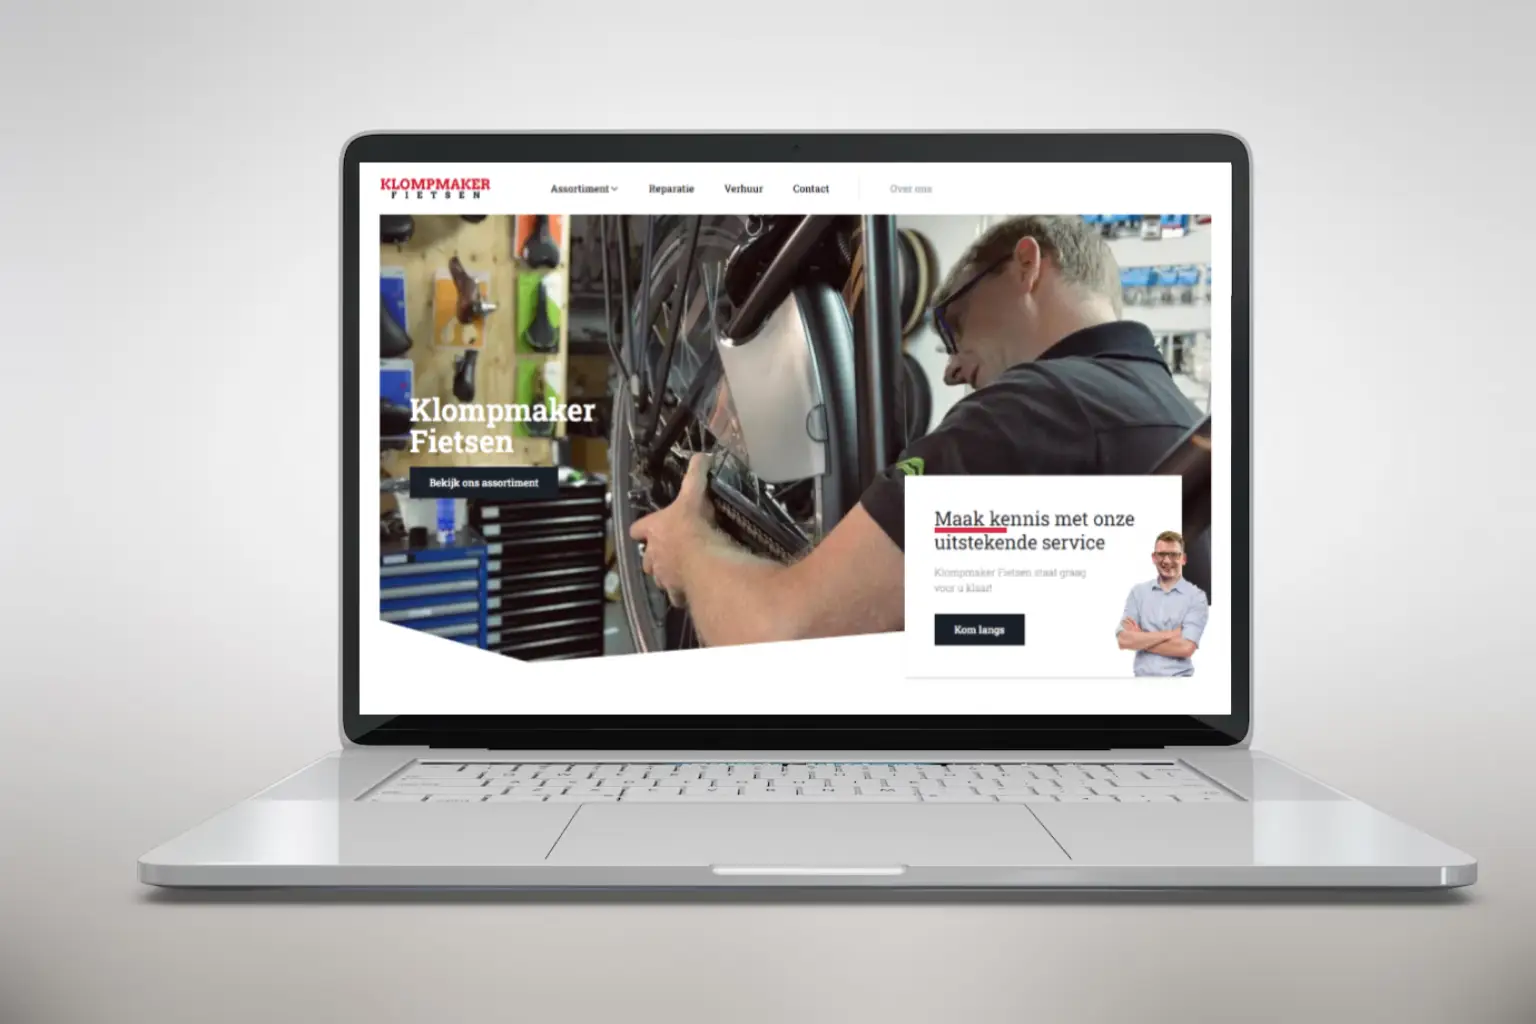 KLOMPMAKER
FIETSEN
Assortiment
Reparatie
Verhuur
Contact
Over ons
Klompmaker
Fietsen
Bekijk ons assortiment
Maak kennis met onze
uitstekende service
Klompmaker Fietsen staat graag
voor u klaar!
Kom langs